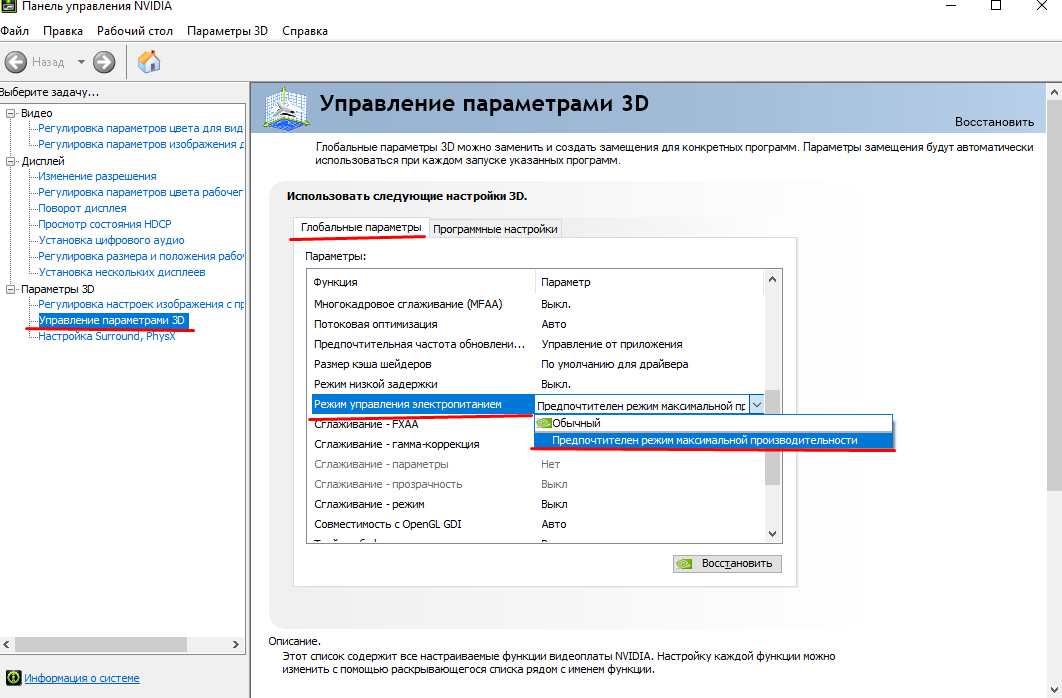 Панель управления NVIDIA
Файл Правка Рабочий стол Параметры 3D Справка
Назад
Выберите задачу...
Видео
Регулировка параметров цвета для вид
Регулировка параметров изображения д
Дисплей
Изменение разрешения
Регулировка параметров цвета рабочег
Поворот дисплея
Просмотр состояния HDCP
Установка цифрового аудио
Регулировка размера и положения рабо
Установка нескольких дисплеев
Параметры 3D
Регулировка настроек изображения с пр
Управление параметрами 3D
Настройка Surround, PhysX
Информация о системе
Управление параметрами 3D
Восстановить
Глобальные параметры 3D можно заменить и создать замещения для конкретных программ. Параметры замещения будут автоматически
использоваться при каждом запуске указанных программ.
Использовать следующие настройки 3D.
Глобальные параметры Программные настройки
Параметры:
Функция Параметр
Многокадровое сглаживание (MFAA) Выкл.
Потоковая оптимизация Авто
Предпочтительная частота обновлени... Управление от приложения
Размер кэша шейдеров По умолчанию для драйвера
Режим низкой задержки Выкл.
Режим управления электропитанием Предпочтителен режим максимальной пр
Обычный
Предпочтителен режим максимальной производительности
Сглаживание - FXAA
Сглаживание - гамма-коррекция
Сглаживание - параметры Нет
Сглаживание - прозрачность Выкл
Сглаживание - режим Выкл
Совместимость с OpenGL GDI Авто
Восстановить
Описание.
Этот список содержит все настраиваемые функции видеоплаты NVIDIA. Настройку каждой функции можно
изменить с помощью раскрывающегося списка рядом с именем функции.